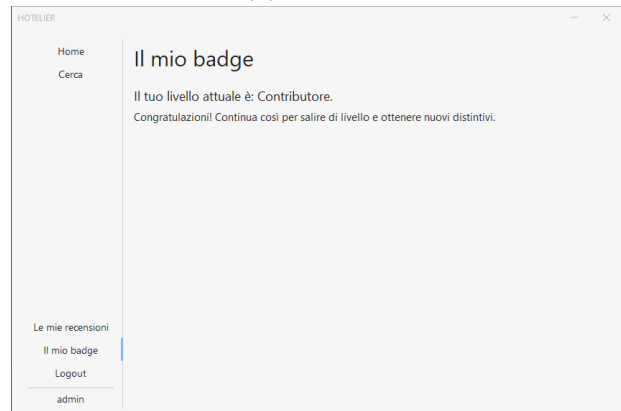 HOTELIER
Home
Cerca
Il mio badge
Il tuo livello attuale è: Contributore.
Congratulazioni! Continua così per salire di livello e ottenere nuovi distintivi.
Le mie recensioni
Il mio badge
Logout
admin